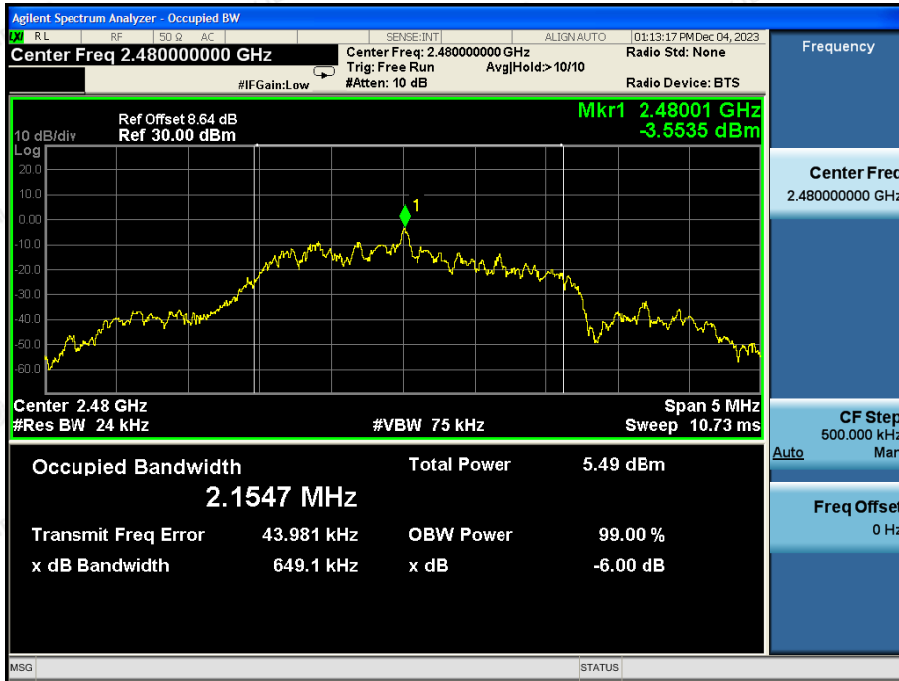 Agilent Spectrum Analyzer - Occupied BW
LXI RL RF 50 Ω AC SENSE:INT ALIGN AUTO 01:13:17 PM Dec 04, 2023
Center Freq 2.480000000 GHz Center Freq: 2.480000000 GHz Radio Std: None
Trig: Free Run Avg|Hold:> 10/10
#IFGain:Low #Atten: 10 dB Radio Device: BTS
Ref Offset 8.64 dB Mkr1 2.48001 GHz
10 dB/div Ref 30.00 dBm -3.5535 dBm
Log
20.0
10.0
1
0.00
-10.0
-20.0
-30.0
-40.0
-50.0
-60.0
Center 2.48 GHz Span 5 MHz
#Res BW 24 kHz #VBW 75 kHz Sweep 10.73 ms
Occupied Bandwidth Total Power 5.49 dBm
2.1547 MHz
Transmit Freq Error 43.981 kHz OBW Power 99.00 %
x dB Bandwidth 649.1 kHz x dB -6.00 dB
MSG STATUS
Frequency
Center Freq
2.480000000 GHz
CF Step
500.000 kHz
Auto Man
Freq Offset
0 Hz